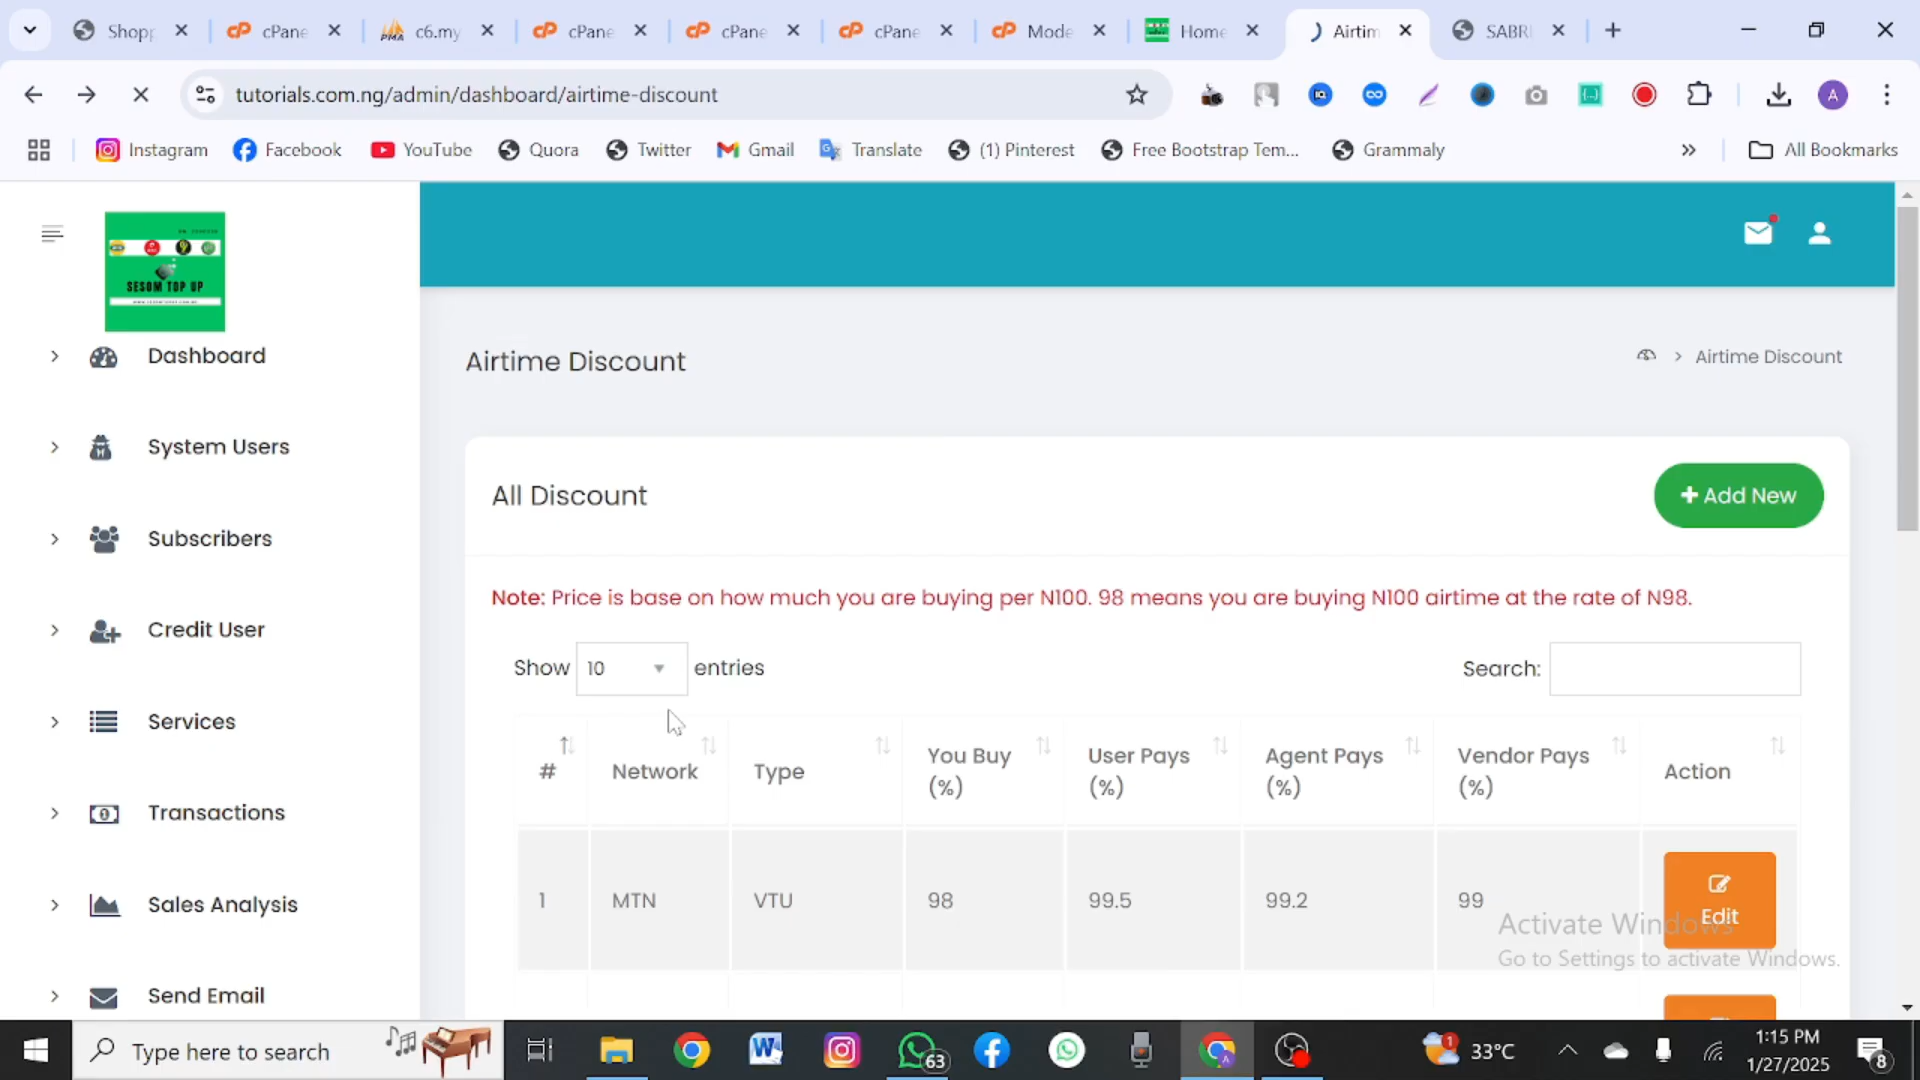 Shopp
cPane
c6.my
cPane
cPane
cPane
Mode
Home
Airtim
SABRI
tutorials.com.ng/admin/dashboard/airtime-discount
A
Instagram
Facebook
YouTube
Quora
Twitter
Gmail
Translate
(1) Pinterest
Free Bootstrap Tem...
Grammaly
All Bookmarks
SESOM TOP UP
Dashboard
System Users
Subscribers
Credit User
Services
Transactions
Sales Analysis
Send Email
Airtime Discount
Airtime Discount
All Discount
Add New
Note: Price is base on how much you are buying per N100. 98 means you are buying N100 airtime at the rate of N98.
Show 10 entries
Search:
# Network Type You Buy (%) User Pays (%) Agent Pays (%) Vendor Pays (%) Action
1 MTN VTU 98 99.5 99.2 99 Edit
Activate Windows
Go to Settings to activate Windows.
Type here to search
63
1
33°C
1:15 PM
1/27/2025
8